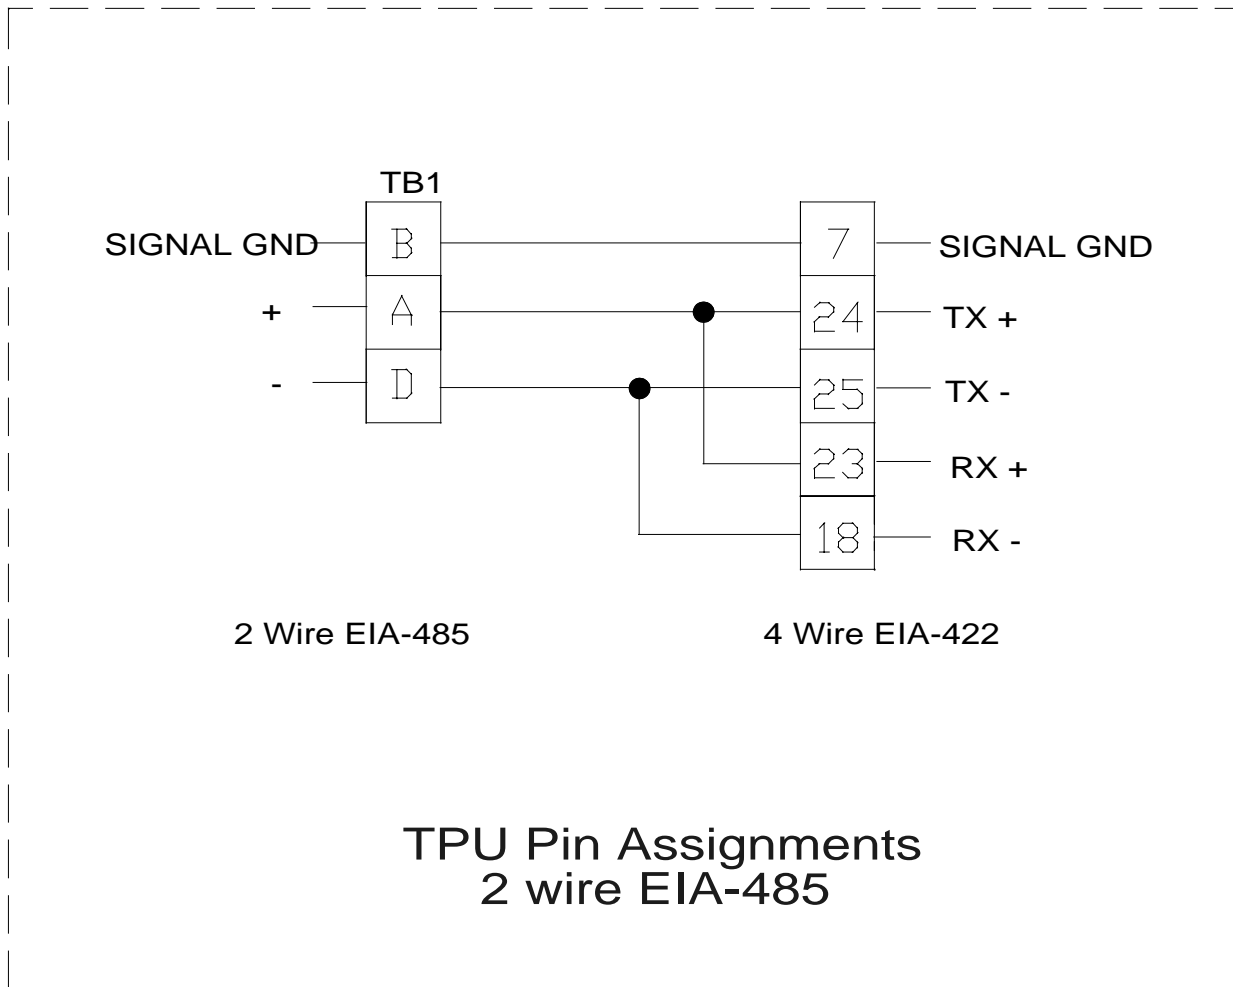 TB1
SIGNAL GND B 7 SIGNAL GND
+ A 24 TX +
- D 25 TX -
23 RX +
18 RX -
2 Wire EIA-485 4 Wire EIA-422
TPU Pin Assignments
2 wire EIA-485